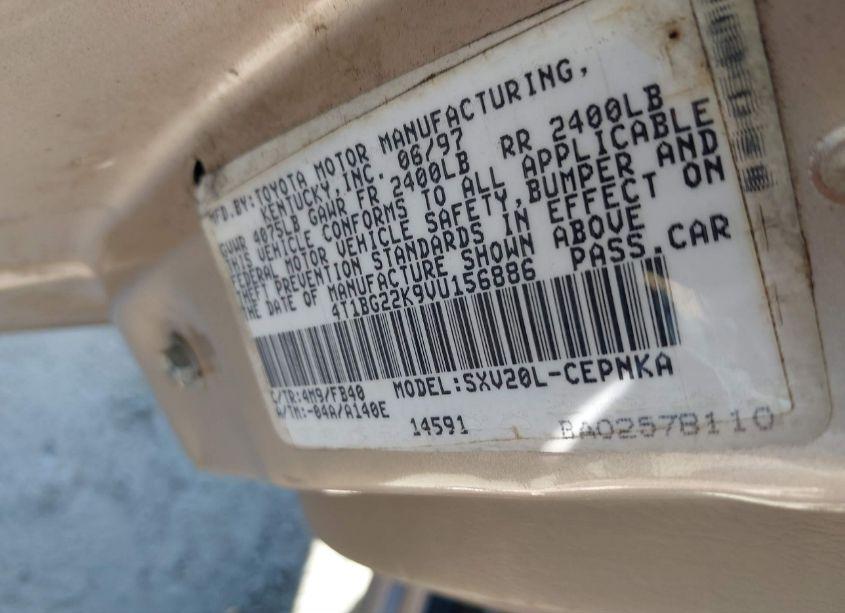 MFD.BY:TOYOTA MOTOR MANUFACTURING,
KENTUCKY,INC. 06/97
GVWR 4075LB GAWR FR 2400LB RR 2400LB
THIS VEHICLE CONFORMS TO ALL APPLICABLE
FEDERAL MOTOR VEHICLE SAFETY,BUMPER AND
THEFT PREVENTION STANDARDS IN EFFECT ON
THE DATE OF MANUFACTURE SHOWN ABOVE
4T1BG22K9VU156886 PASS.CAR
C/TR:4M9/FB40 MODEL:SXV20L-CEPNKA
A/TM:-04A/A140E
14591 BA02578110